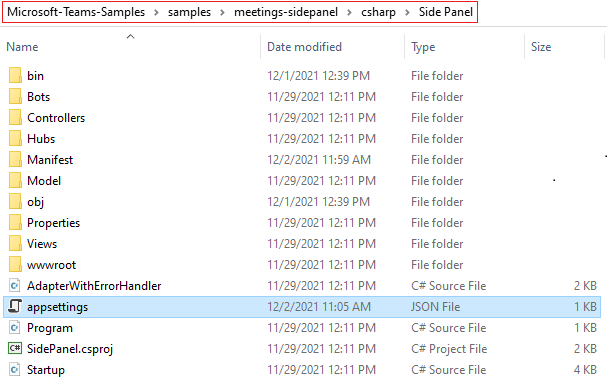 Microsoft-Teams-Samples > samples > meetings-sidepanel > csharp > Side Panel
Name Date modified Type Size
bin 12/1/2021 12:39 PM File folder
Bots 11/29/2021 12:11 PM File folder
Controllers 11/29/2021 12:11 PM File folder
Hubs 11/29/2021 12:11 PM File folder
Manifest 12/2/2021 11:59 AM File folder
Model 11/29/2021 12:11 PM File folder
obj 12/1/2021 12:39 PM File folder
Properties 11/29/2021 12:11 PM File folder
Views 11/29/2021 12:11 PM File folder
wwwroot 11/29/2021 12:11 PM File folder
AdapterWithErrorHandler 11/29/2021 12:11 PM C# Source File 2 KB
appsettings 12/2/2021 11:05 AM JSON File 1 KB
Program 11/29/2021 12:11 PM C# Source File 1 KB
C# SidePanel.csproj 11/29/2021 12:11 PM C# Project File 2 KB
Startup 11/29/2021 12:11 PM C# Source File 4 KB